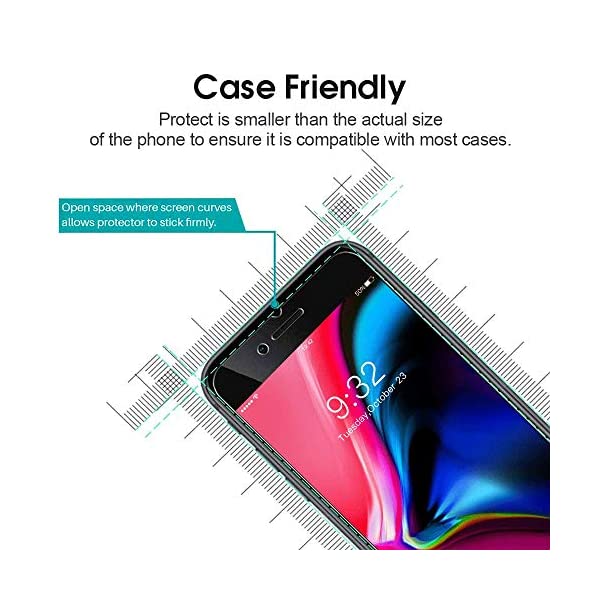 Case Friendly
Protect is smaller than the actual size
of the phone to ensure it is compatible with most cases.
Open space where screen curves
allows protector to stick firmly.
50%
9:32
Tuesday,October 23